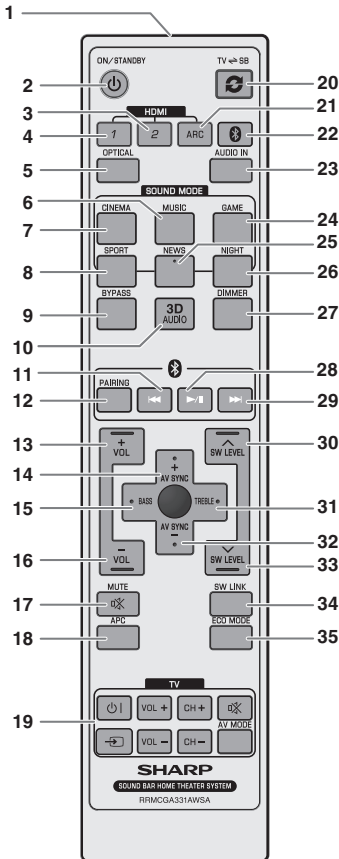 1
ON/STANDBY TV ⇌ SB
2 20
3 HDMI 21
4 1 2 ARC 22
5 OPTICAL AUDIO IN 23
SOUND MODE
6 CINEMA MUSIC GAME
7 24
8 SPORT NEWS NIGHT 25
26
9 BYPASS DIMMER 27
10 3D AUDIO
11 28
12 PAIRING 29
13 + VOL SW LEVEL 30
14 + AV SYNC
15 BASS TREBLE 31
AV SYNC − 32
16 − VOL SW LEVEL 33
17 MUTE SW LINK 34
18 APC ECO MODE 35
TV
19 VOL + CH +
AV MODE
VOL − CH −
SHARP
SOUND BAR HOME THEATER SYSTEM
RRMCGA331AWSA